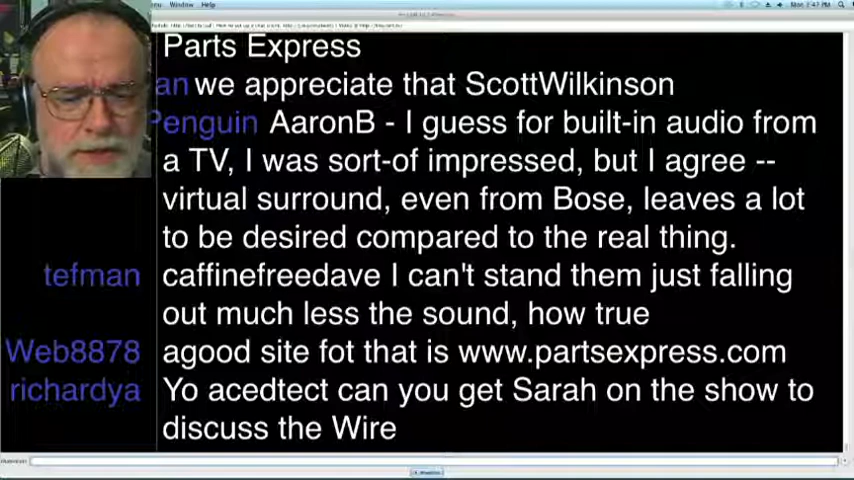 Window Help
Parts Express
an we appreciate that ScottWilkinson
Penguin AaronB - I guess for built-in audio from
a TV, I was sort-of impressed, but I agree --
virtual surround, even from Bose, leaves a lot
to be desired compared to the real thing.
tefman caffinefreedave I can't stand them just falling
out much less the sound, how true
Web8878 agood site fot that is www.partsexpress.com
richardya Yo acedtect can you get Sarah on the show to
discuss the Wire